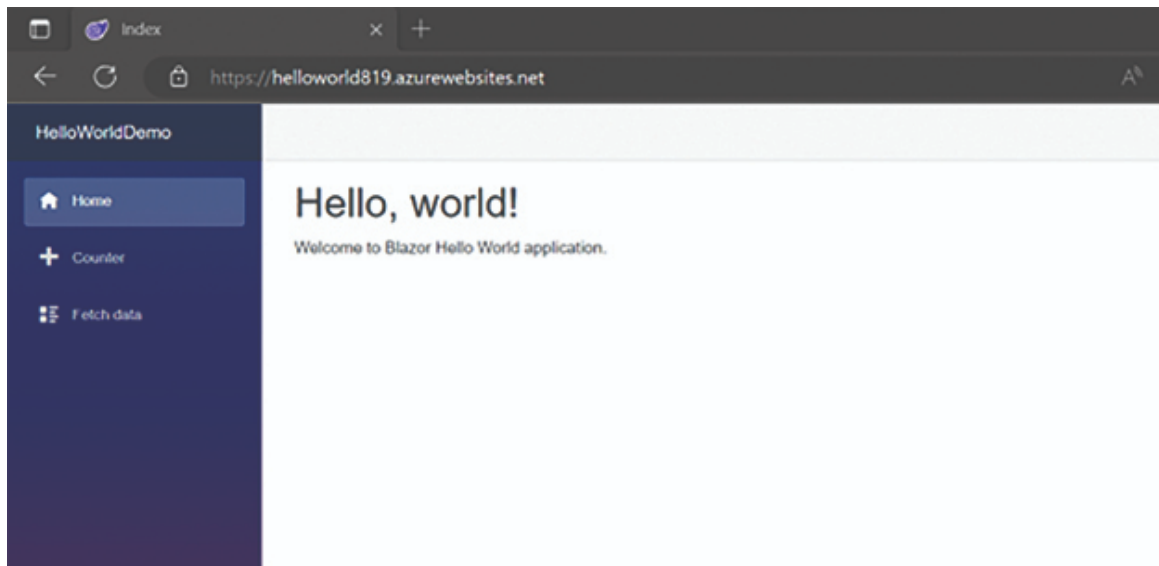 Index
https://helloworld819.azurewebsites.net
A
HelloWorldDemo
Home
Counter
Fetch data
Hello, world!
Welcome to Blazor Hello World application.